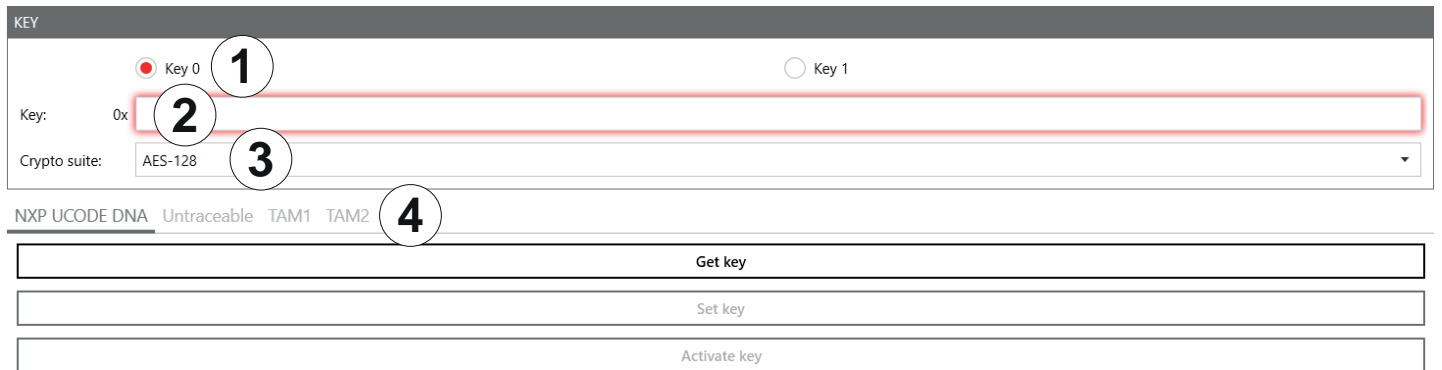 KEY
Key 0 1 Key 1
Key: 0x 2
Crypto suite: AES-128 3
NXP UCODE DNA Untraceable TAM1 TAM2 4
Get key
Set key
Activate key